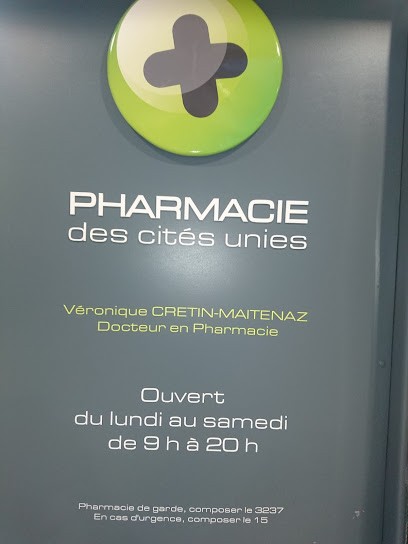 PHARMACIE
des cités unies
Véronique CRETIN-MAITENAZ
Docteur en Pharmacie
Ouvert
du lundi au samedi
de 9 h à 20 h
Pharmacie de garde, composer le 3237
En cas d'urgence, composer le 15